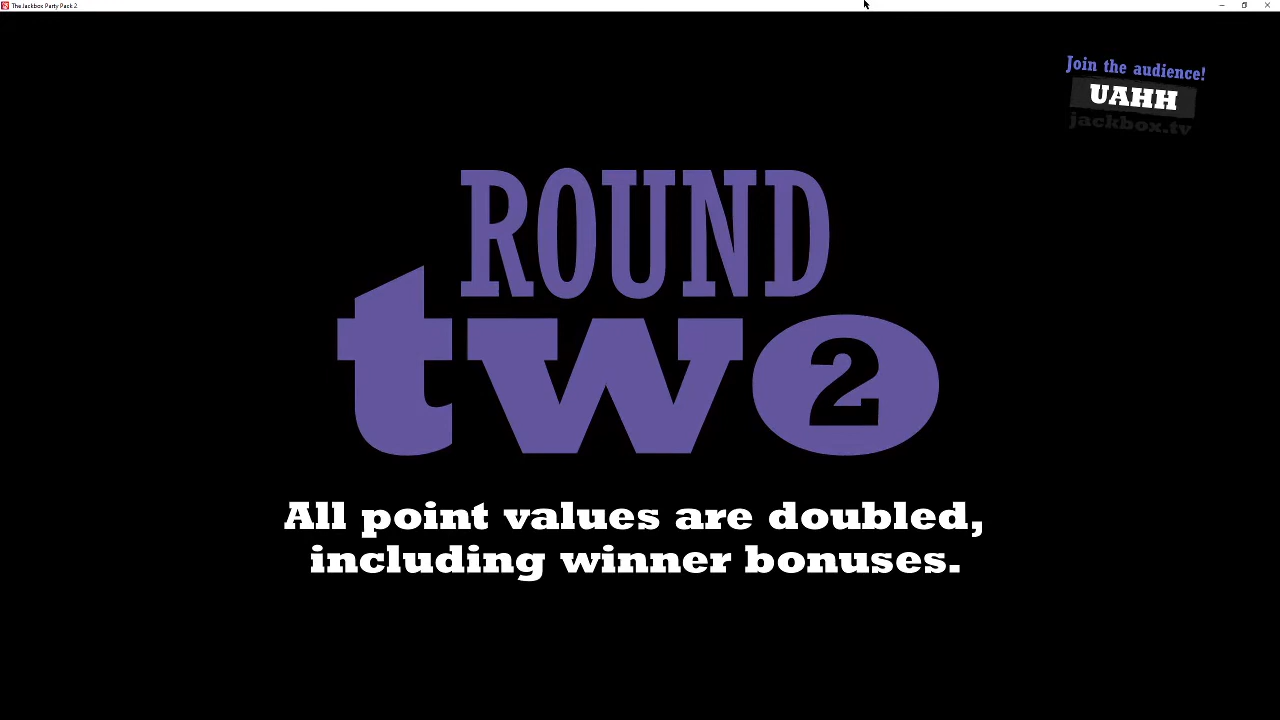 The Jackbox Party Pack 2
Join the audience!
UAHH
jackbox.tv
ROUND
two
2
All point values are doubled,
including winner bonuses.